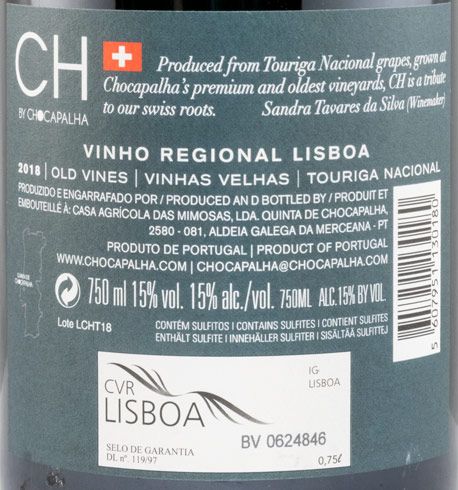 CH
BY CHOCAPALHA
Produced from Touriga Nacional grapes, grown at
Chocapalha's premium and oldest vineyards, CH is a tribute
to our swiss roots. Sandra Tavares da Silva (Winemaker)
VINHO REGIONAL LISBOA
2018 | OLD VINES | VINHAS VELHAS | TOURIGA NACIONAL
PRODUZIDO E ENGARRAFADO POR / PRODUCED AND BOTTLED BY / PRODUIT ET
EMBOUTEILLÉ À: CASA AGRÍCOLA DAS MIMOSAS, LDA. QUINTA DE CHOCAPALHA,
2580 - 081, ALDEIA GALEGA DA MERCEANA - PT
PRODUTO DE PORTUGAL | PRODUCT OF PORTUGAL
WWW.CHOCAPALHA.COM | CHOCAPALHA@CHOCAPALHA.COM
750 ml 15% vol. 15% alc./vol. 750ML ALC.15% BY VOL.
Lote LCHT18
CONTÉM SULFITOS | CONTAINS SULFITES | CONTIENT SULFITES
ENTHÄLT SULFITE | INNEHÅLLER SULFITER | SISÄLTÄÄ SULFIITTEJ
5 607951 130180
CVR
LISBOA
IG
LISBOA
SELO DE GARANTIA
DL nº. 119/97
BV 0624846
0,75ℓ